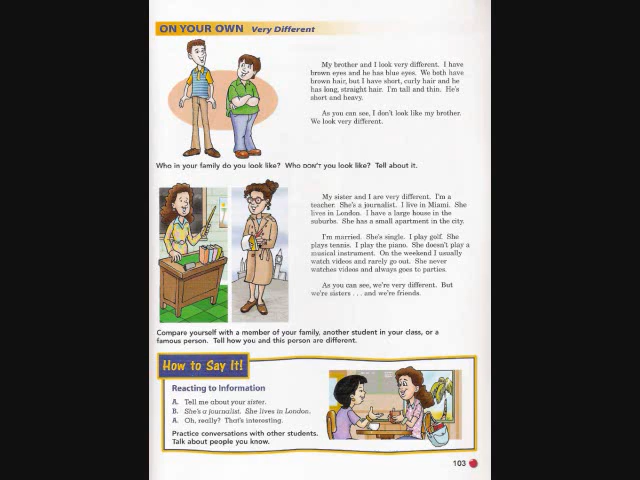 ON YOUR OWN Very Different
My brother and I look very different. I have
brown eyes and he has blue eyes. We both have
brown hair, but I have short, curly hair and he
has long, straight hair. I'm tall and thin. He's
short and heavy.
As you can see, I don't look like my brother.
We look very different.
Who in your family do you look like? Who DON'T you look like? Tell about it.
My sister and I are very different. I'm a
teacher. She's a journalist. I live in Miami. She
lives in London. I have a large house in the
suburbs. She has a small apartment in the city.
I'm married. She's single. I play golf. She
plays tennis. I play the piano. She doesn't play a
musical instrument. On the weekend I usually
watch videos and rarely go out. She never
watches videos and always goes to parties.
As you can see, we're very different. But
we're sisters . . . and we're friends.
Compare yourself with a member of your family, another student in your class, or a
famous person. Tell how you and this person are different.
How to Say It!
Reacting to Information
A. Tell me about your sister.
B. She's a journalist. She lives in London.
A. Oh, really? That's interesting.
Practice conversations with other students.
Talk about people you know.
103